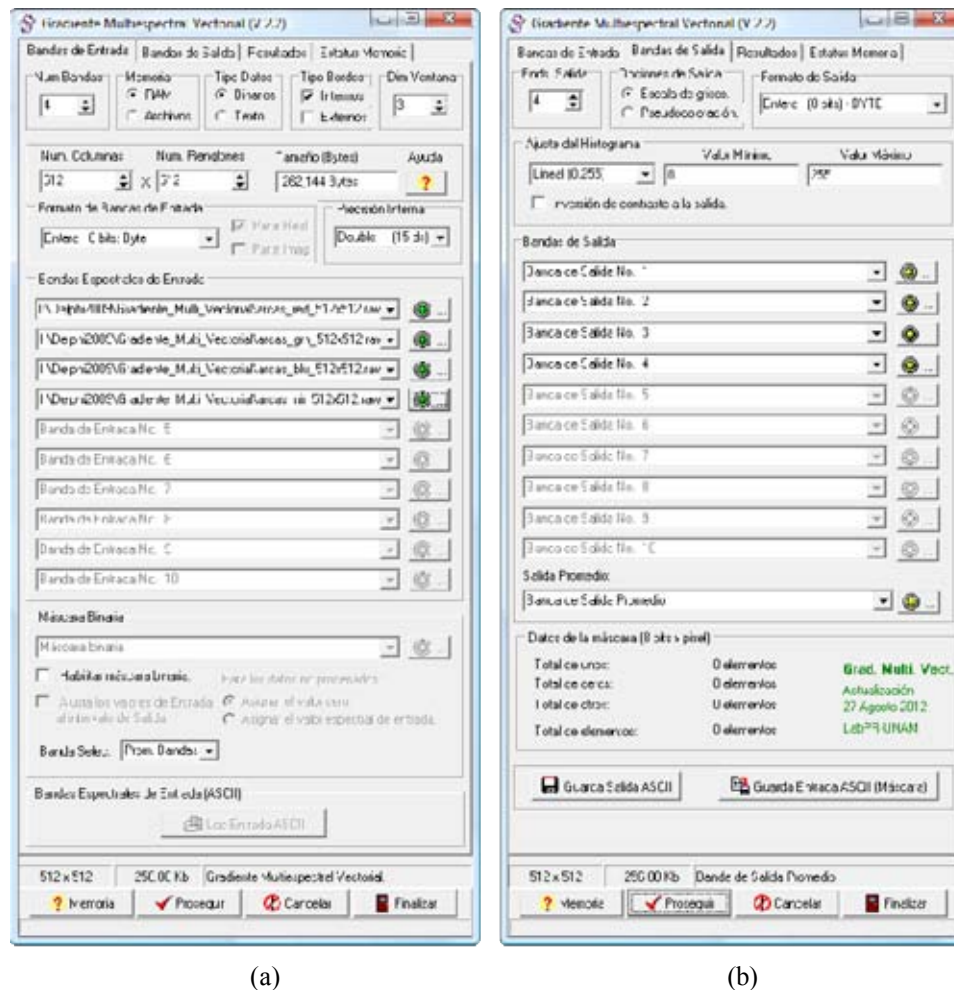 Gradiente Multiespectral Vectorial (V 2.2)
Bandas de Entrada Bandas de Salida Resultados Estatus Memoria
Num Bandas Memoria Tipo Datos Tipo Bordes Dim Ventana
4 RAM Binarios Internos 3
Archivos Texto Externos
Num. Columnas Num. Renglones Tamaño (Bytes) Ayuda
512 X 512 262,144 Bytes ?
Formato de Bandas de Entrada Precisión Interna
Para Real
Double (15 di)
Para Imag
Bandas Espectrales de Entrada
Banda de Entrada No. 5
Banda de Entrada No. 6
Banda de Entrada No. 7
Banda de Entrada No. 8
Banda de Entrada No. 9
Banda de Entrada No. 10
Máscara Binaria
Máscara binaria
Habilitar máscara binaria. Para los datos no procesados
Ajusta los valores de Entrada Asignar el valor cero
al intervalo de Salida Asignar el valor espectral de entrada.
Banda Selec.: Prom. Bandas
Bandas Espectrales de Entrada (ASCII)
Lee Entrada ASCII
512 x 512 256.00 Kb Gradiente Multiespectral Vectorial.
? Memoria Proseguir Cancelar Finalizar
(a)
Gradiente Multiespectral Vectorial (V 2.2)
Bandas de Entrada Bandas de Salida Resultados Estatus Memoria
Opciones de Salida Formato de Salida
4 Escala de grises. Entero (8 bits) - BYTE
Pseudocoloración.
Ajuste del Histograma Valor Mínimo Valor Máximo
Lineal (0,255) 0 255
Inversión de contraste a la salida.
Bandas de Salida
Banda de Salida No. 1
Banda de Salida No. 2
Banda de Salida No. 3
Banda de Salida No. 4
Banda de Salida No. 5
Banda de Salida No. 6
Banda de Salida No. 7
Banda de Salida No. 8
Banda de Salida No. 9
Banda de Salida No. 10
Salida Promedio
Banda de Salida Promedio
Datos de la máscara (8 bits x pixel)
Total de unos: 0 elementos Grad. Multi. Vect.
Total de ceros: 0 elementos Actualización
Total de otros: 0 elementos 27 Agosto 2012
Total de elementos: 0 elementos LabPR-UNAM
Guarda Salida ASCII Guarda Entrada ASCII (Máscara)
512 x 512 256.00 Kb Banda de Salida Promedio
? Memoria Proseguir Cancelar Finalizar
(b)